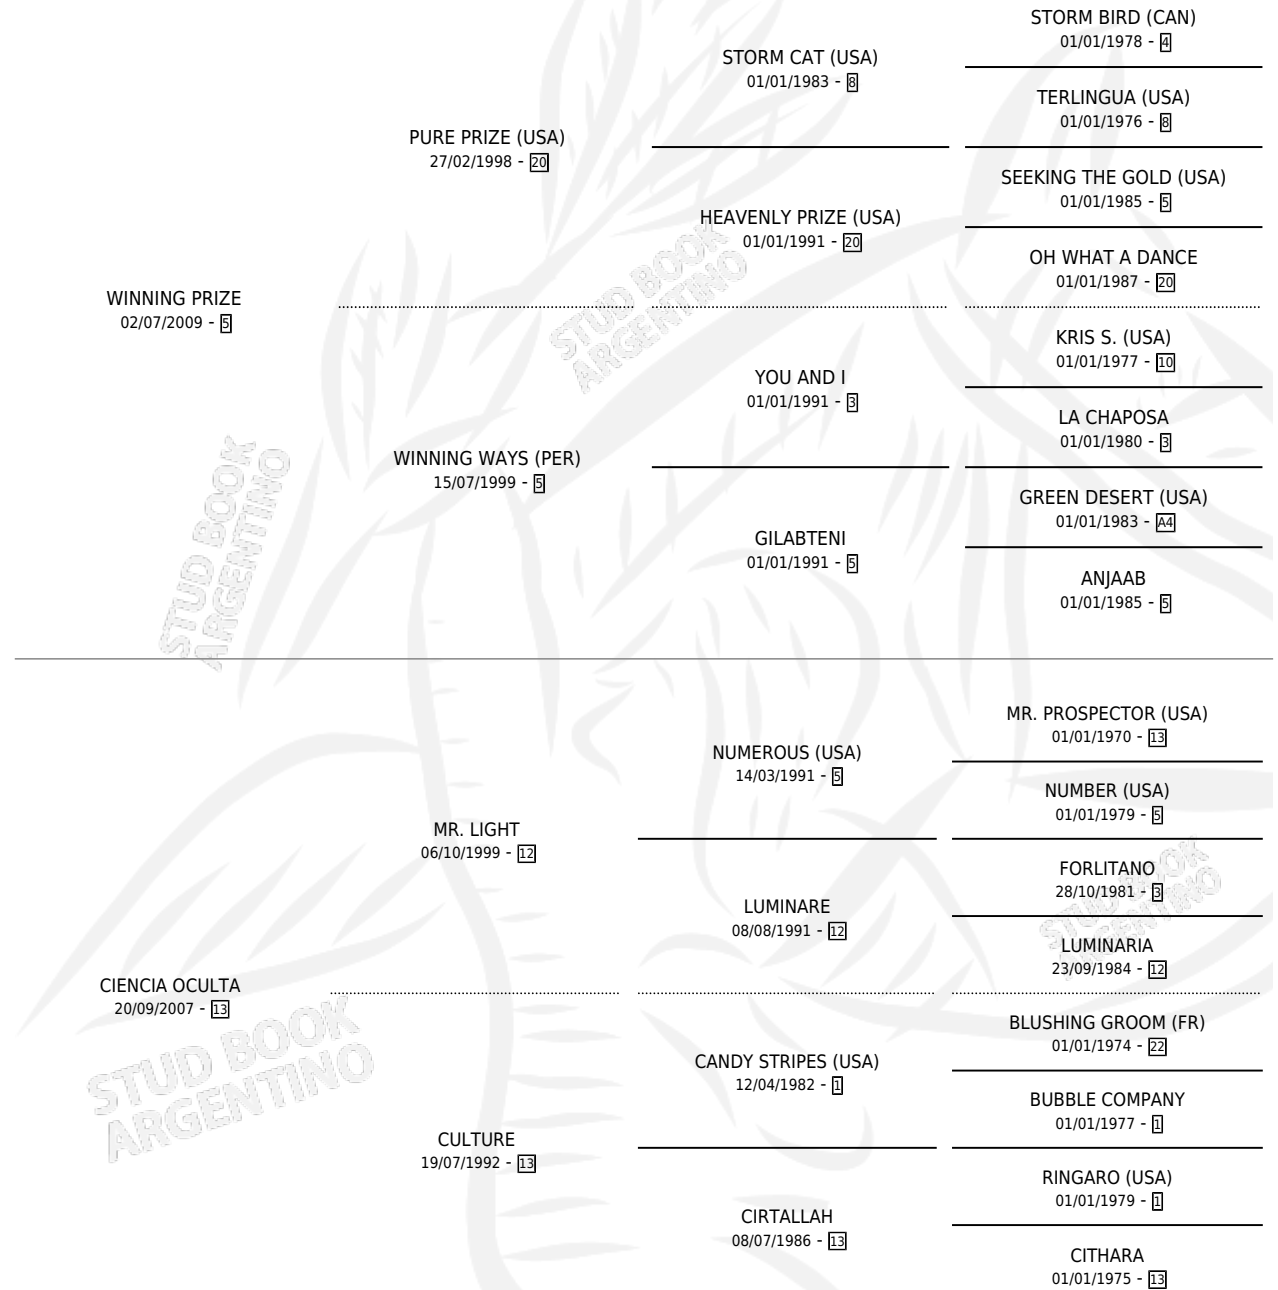 STORM BIRD (CAN)
01/01/1978 - 4
STORM CAT (USA)
01/01/1983 - 8
TERLINGUA (USA)
01/01/1976 - 8
PURE PRIZE (USA)
27/02/1998 - 20
SEEKING THE GOLD (USA)
01/01/1985 - 5
HEAVENLY PRIZE (USA)
01/01/1991 - 20
OH WHAT A DANCE
01/01/1987 - 20
WINNING PRIZE
02/07/2009 - 5
KRIS S. (USA)
01/01/1977 - 10
YOU AND I
01/01/1991 - 3
LA CHAPOSA
01/01/1980 - 3
WINNING WAYS (PER)
15/07/1999 - 5
GREEN DESERT (USA)
01/01/1983 - A4
GILABTENI
01/01/1991 - 5
ANJAAB
01/01/1985 - 5
MR. PROSPECTOR (USA)
01/01/1970 - 13
NUMEROUS (USA)
14/03/1991 - 5
NUMBER (USA)
01/01/1979 - 5
MR. LIGHT
06/10/1999 - 12
FORLITANO
28/10/1981 - 3
LUMINARE
08/08/1991 - 12
LUMINARIA
23/09/1984 - 12
CIENCIA OCULTA
20/09/2007 - 13
BLUSHING GROOM (FR)
01/01/1974 - 22
CANDY STRIPES (USA)
12/04/1982 - 1
BUBBLE COMPANY
01/01/1977 - 1
CULTURE
19/07/1992 - 13
RINGARO (USA)
01/01/1979 - 1
CIRTALLAH
08/07/1986 - 13
CITHARA
01/01/1975 - 13
STUD BOOK
ARGENTINO
STUD BOOK
ARGENTINO
STUD BOOK
ARGENTINO
STUD BOOK
ARGENTINO